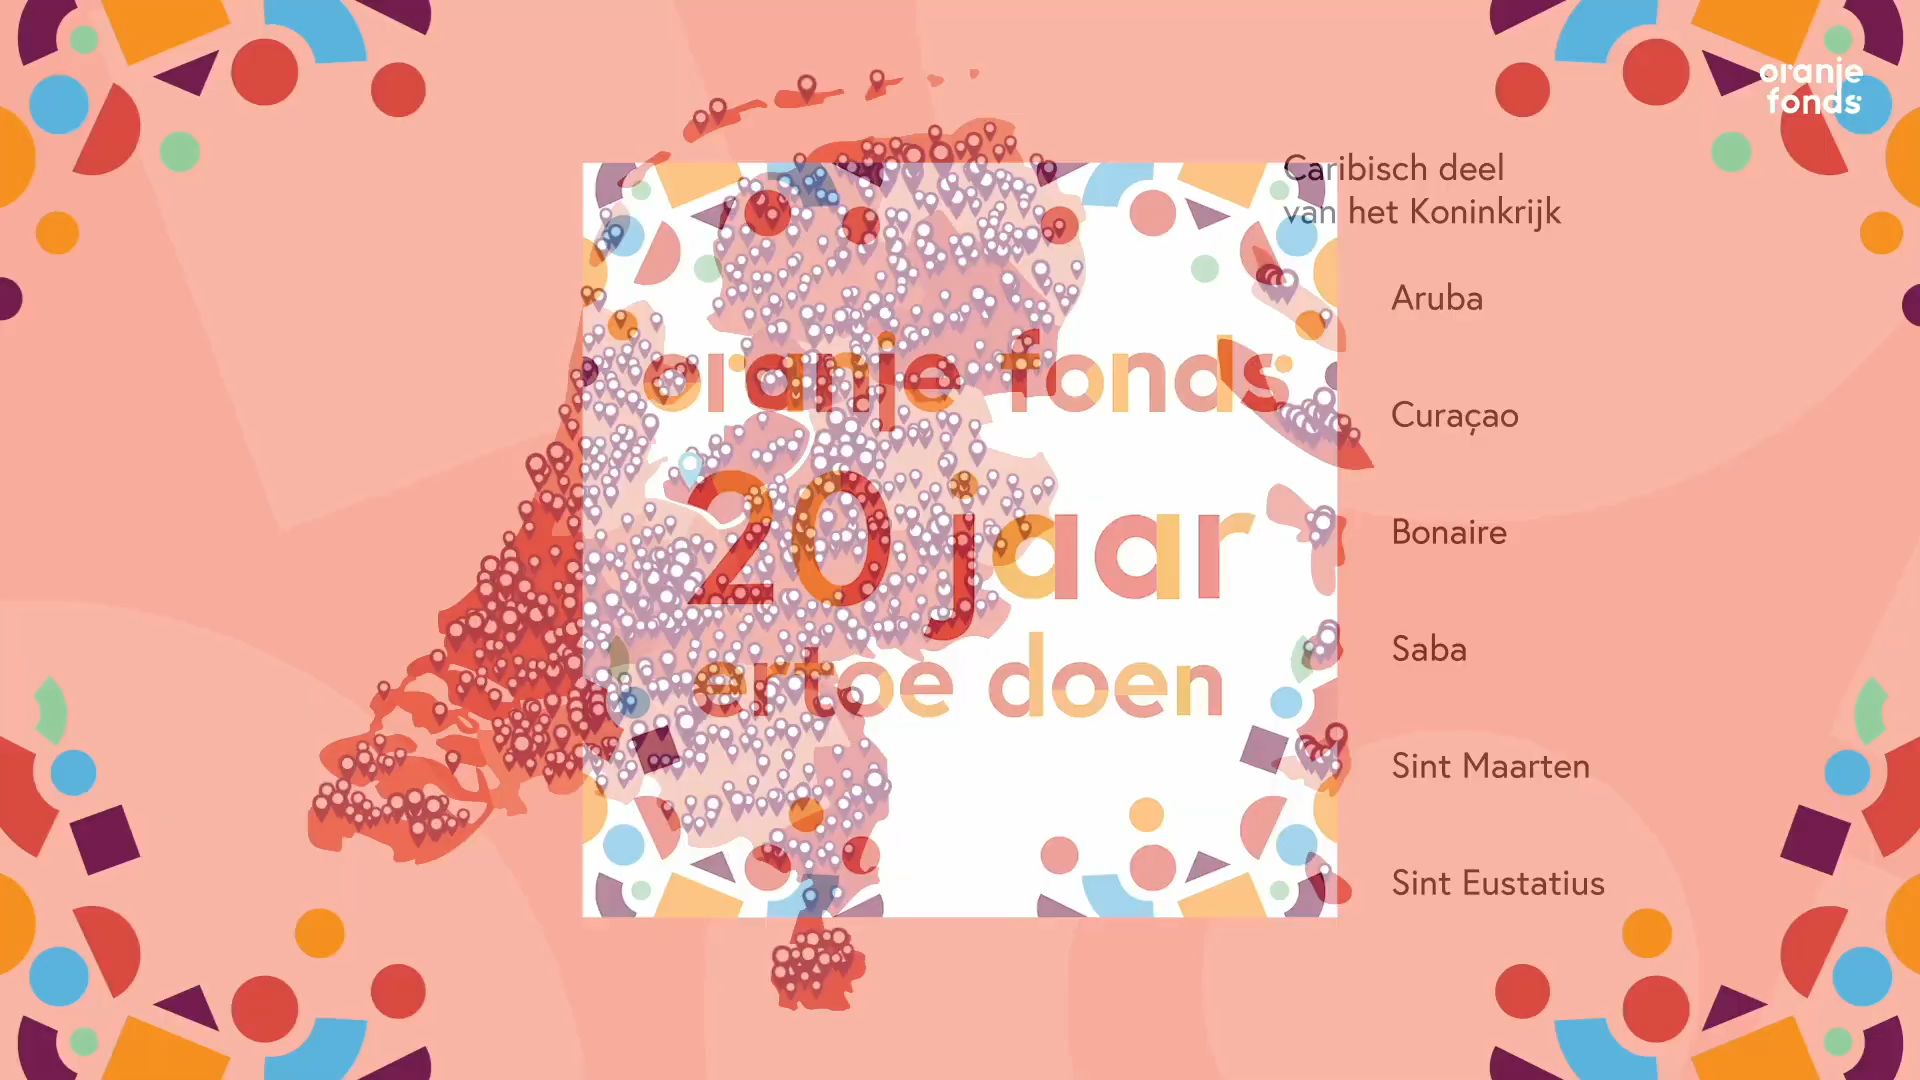 oranje
fonds
Caribisch deel
van het Koninkrijk
Aruba
Curaçao
Bonaire
Saba
Sint Maarten
Sint Eustatius
oranje fonds
20 jaar
ertoe doen